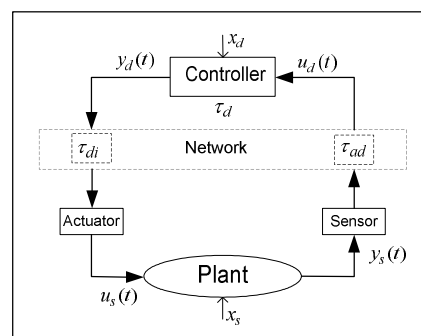 x_d
y_d(t) Controller u_d(t)
τ_d
τ_di Network τ_ad
Actuator Sensor
Plant y_s(t)
u_s(t)
x_s